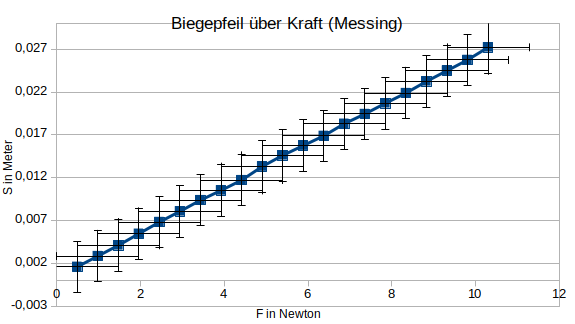 Biegepfeil über Kraft (Messing)
0,027
0,022
0,017
0,012
0,007
0,002
-0,003
S in Meter
0 2 4 6 8 10 12
F in Newton